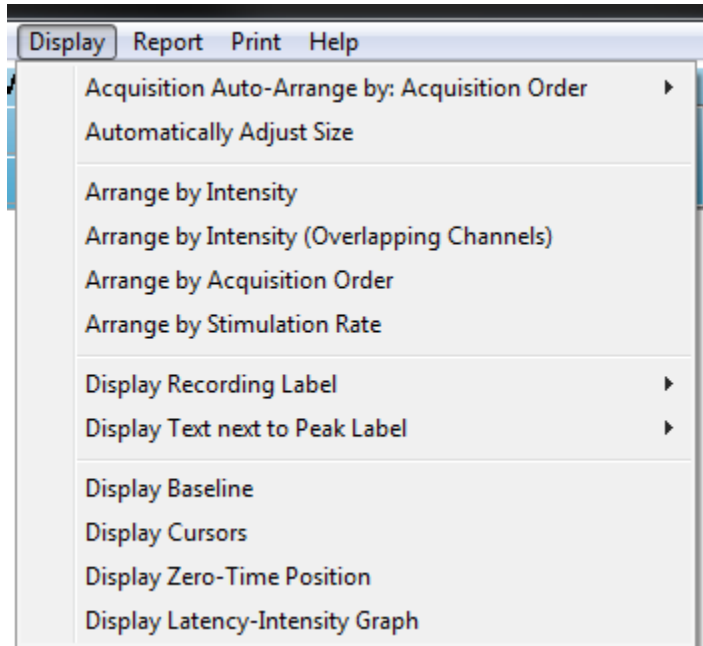 Display Report Print Help
Acquisition Auto-Arrange by: Acquisition Order
Automatically Adjust Size
Arrange by Intensity
Arrange by Intensity (Overlapping Channels)
Arrange by Acquisition Order
Arrange by Stimulation Rate
Display Recording Label
Display Text next to Peak Label
Display Baseline
Display Cursors
Display Zero-Time Position
Display Latency-Intensity Graph